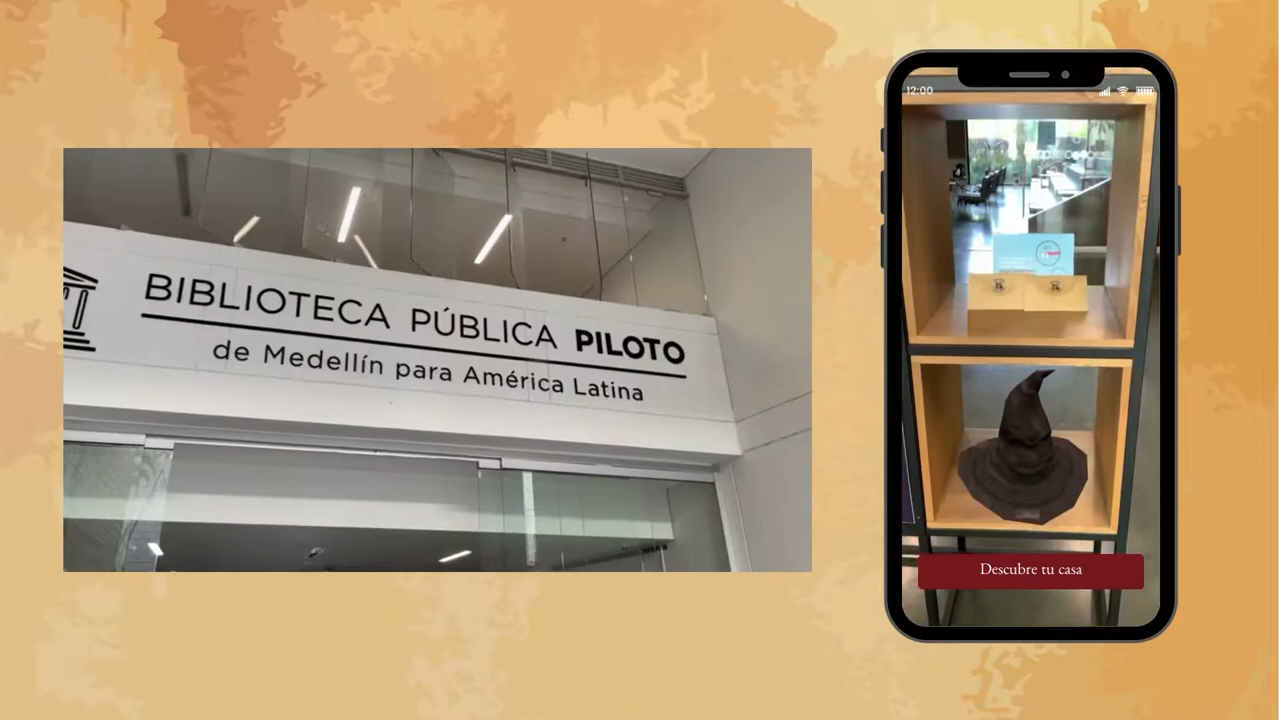 BIBLIOTECA PÚBLICA PILOTO
de Medellín para América Latina
12:00
Descubre tu casa